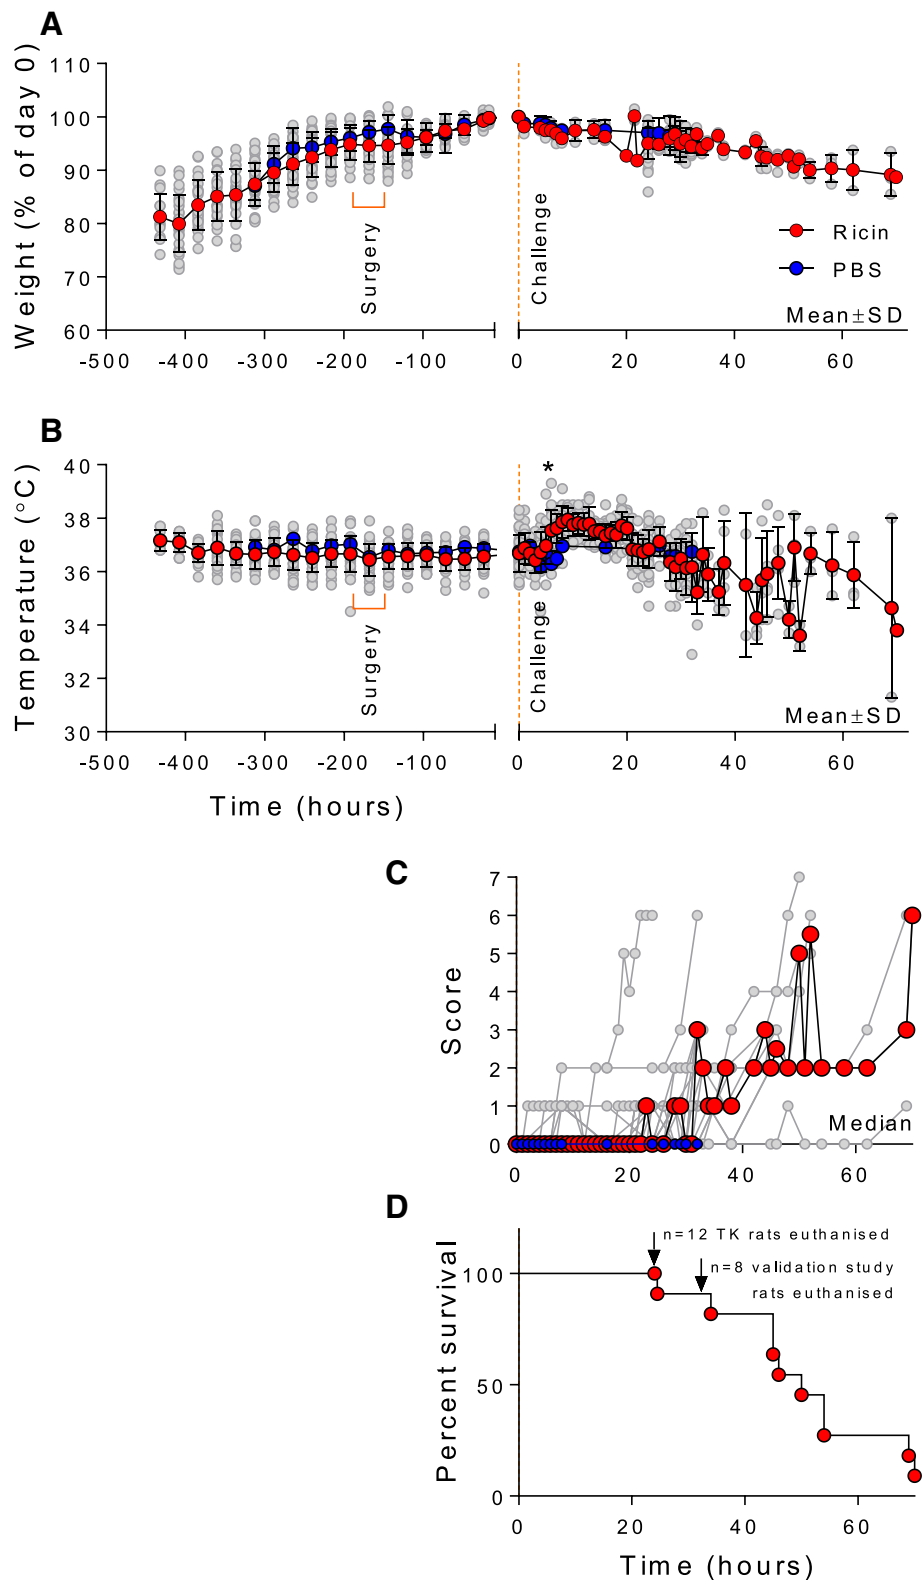 A
Weight (% of day 0)
110
100
90
80
70
60
Surgery
Challenge
Ricin
PBS
Mean±SD
-500 -400 -300 -200 -100 0 20 40 60
B
Temperature (°C)
40
38
36
34
32
30
*
Surgery
Challenge
Mean±SD
-500 -400 -300 -200 -100 0 20 40 60
Time (hours)
C
Score
7
6
5
4
3
2
1
0
Median
0 20 40 60
D
Percent survival
n=12 TK rats euthanised
n=8 validation study
rats euthanised
100
50
0
0 20 40 60
Time (hours)